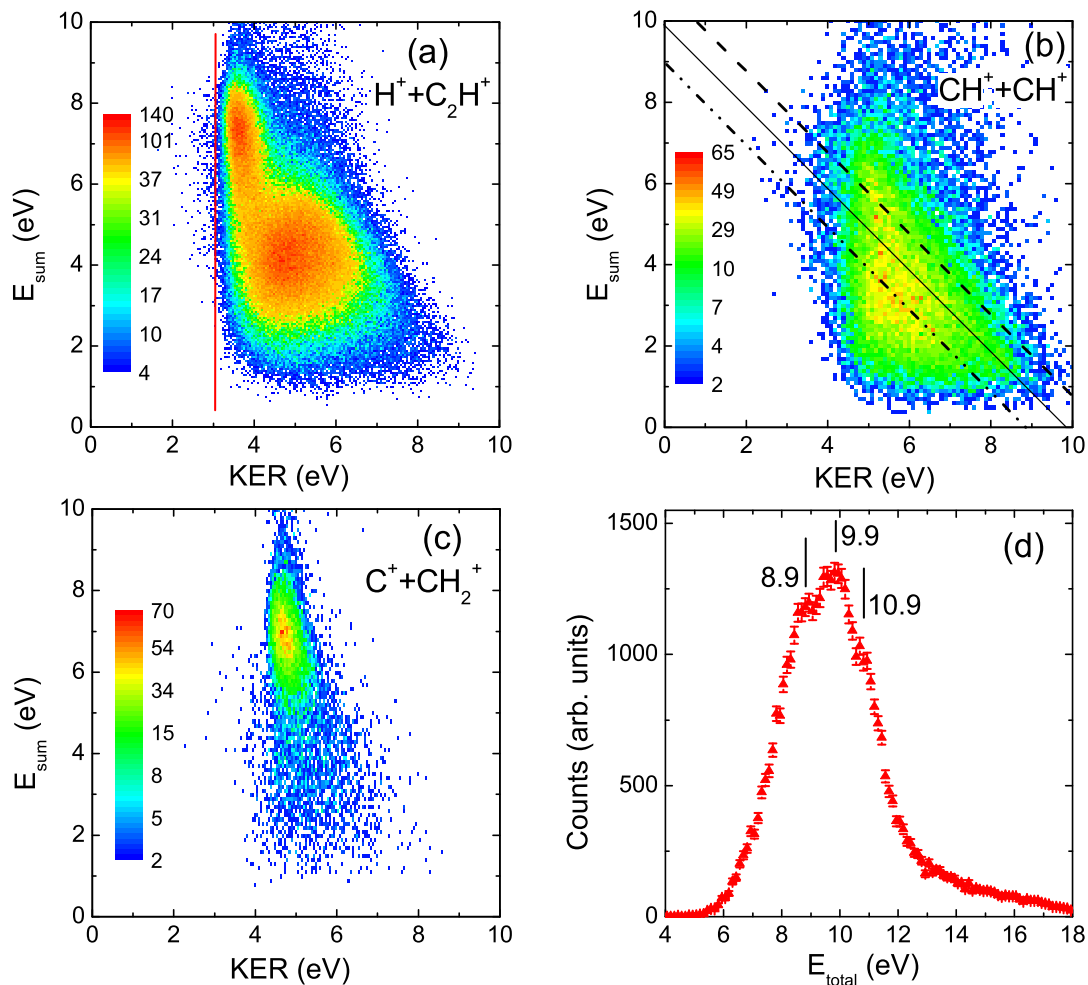 (a)
H⁺+C₂H⁺
10
8
6
4
2
0
E_sum (eV)
140
101
37
31
24
17
10
4
0 2 4 6 8 10
KER (eV)
(b)
CH⁺+CH⁺
10
8
6
4
2
0
E_sum (eV)
65
49
29
10
7
4
2
0 2 4 6 8 10
KER (eV)
(c)
C⁺+CH₂⁺
10
8
6
4
2
0
E_sum (eV)
70
54
34
15
8
5
2
0 2 4 6 8 10
KER (eV)
(d)
9.9
8.9
10.9
1500
1000
500
0
Counts (arb. units)
4 6 8 10 12 14 16 18
E_total (eV)